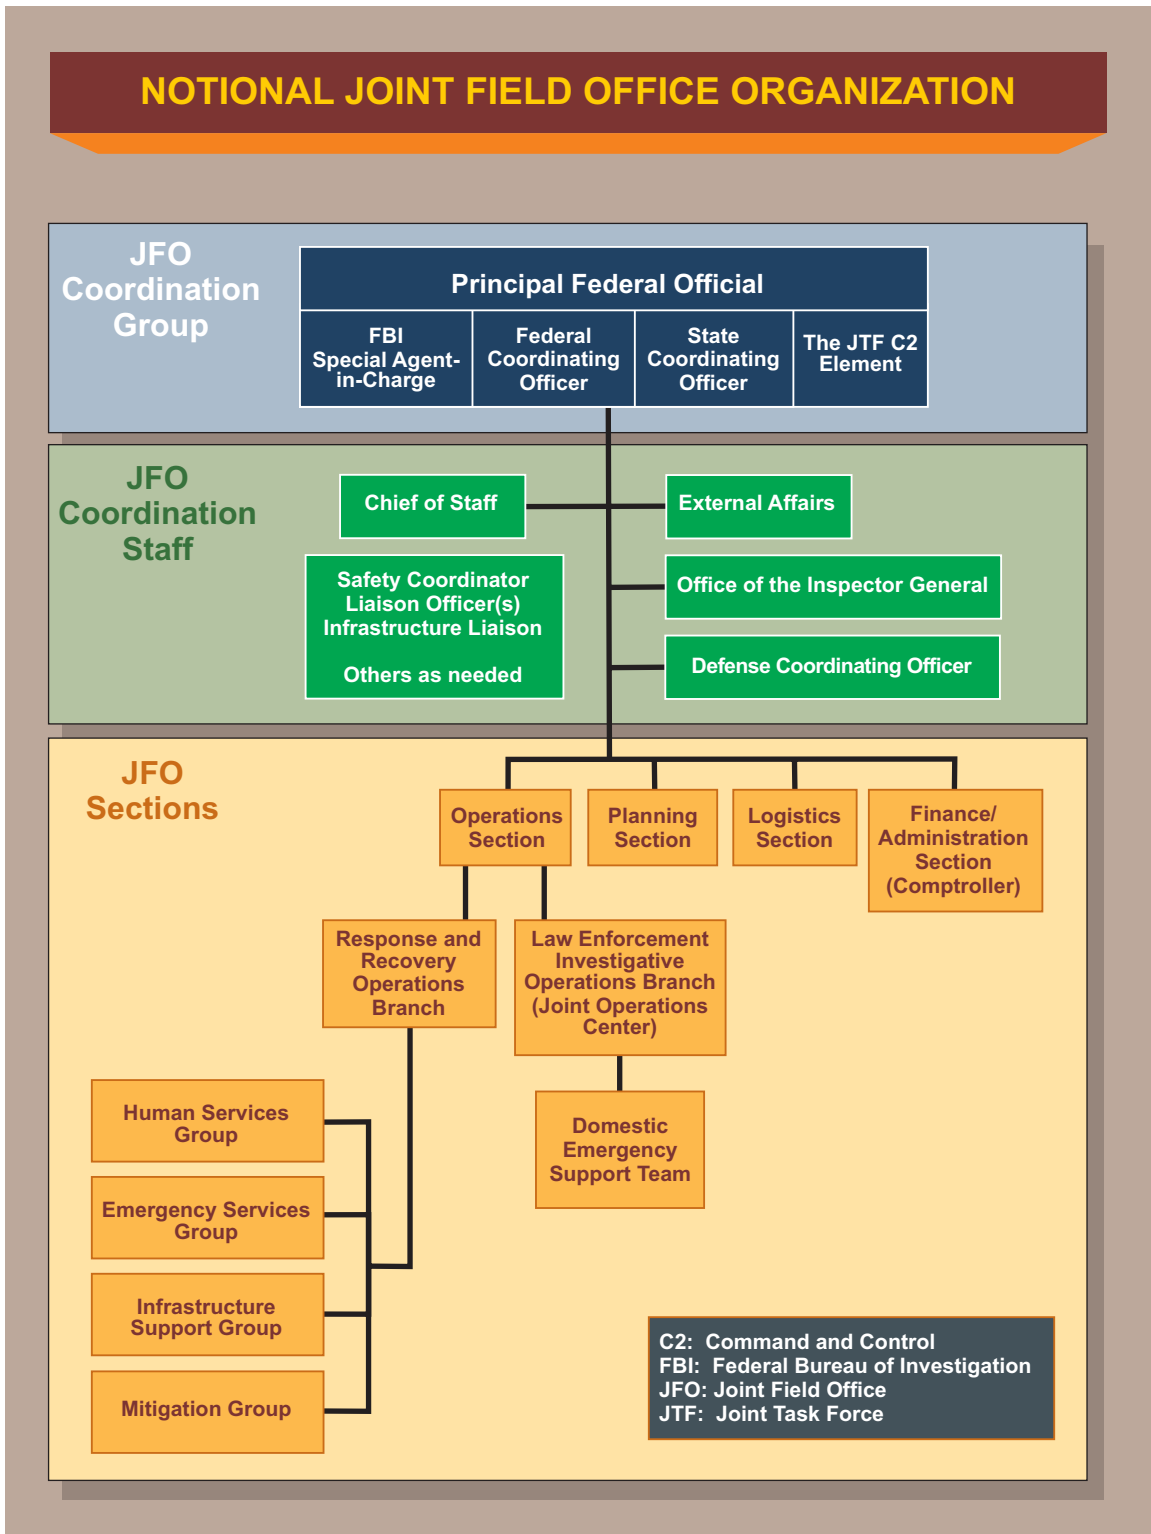 NOTIONAL JOINT FIELD OFFICE ORGANIZATION
JFO
Coordination
Group
Principal Federal Official
FBI
Special Agent-
in-Charge
Federal
Coordinating
Officer
State
Coordinating
Officer
The JTF C2
Element
JFO
Coordination
Staff
Chief of Staff
External Affairs
Safety Coordinator
Liaison Officer(s)
Infrastructure Liaison
Others as needed
Office of the Inspector General
Defense Coordinating Officer
JFO
Sections
Operations
Section
Planning
Section
Logistics
Section
Finance/
Administration
Section
(Comptroller)
Response and
Recovery
Operations
Branch
Law Enforcement
Investigative
Operations Branch
(Joint Operations
Center)
Human Services
Group
Emergency Services
Group
Infrastructure
Support Group
Mitigation Group
Domestic
Emergency
Support Team
C2: Command and Control
FBI: Federal Bureau of Investigation
JFO: Joint Field Office
JTF: Joint Task Force